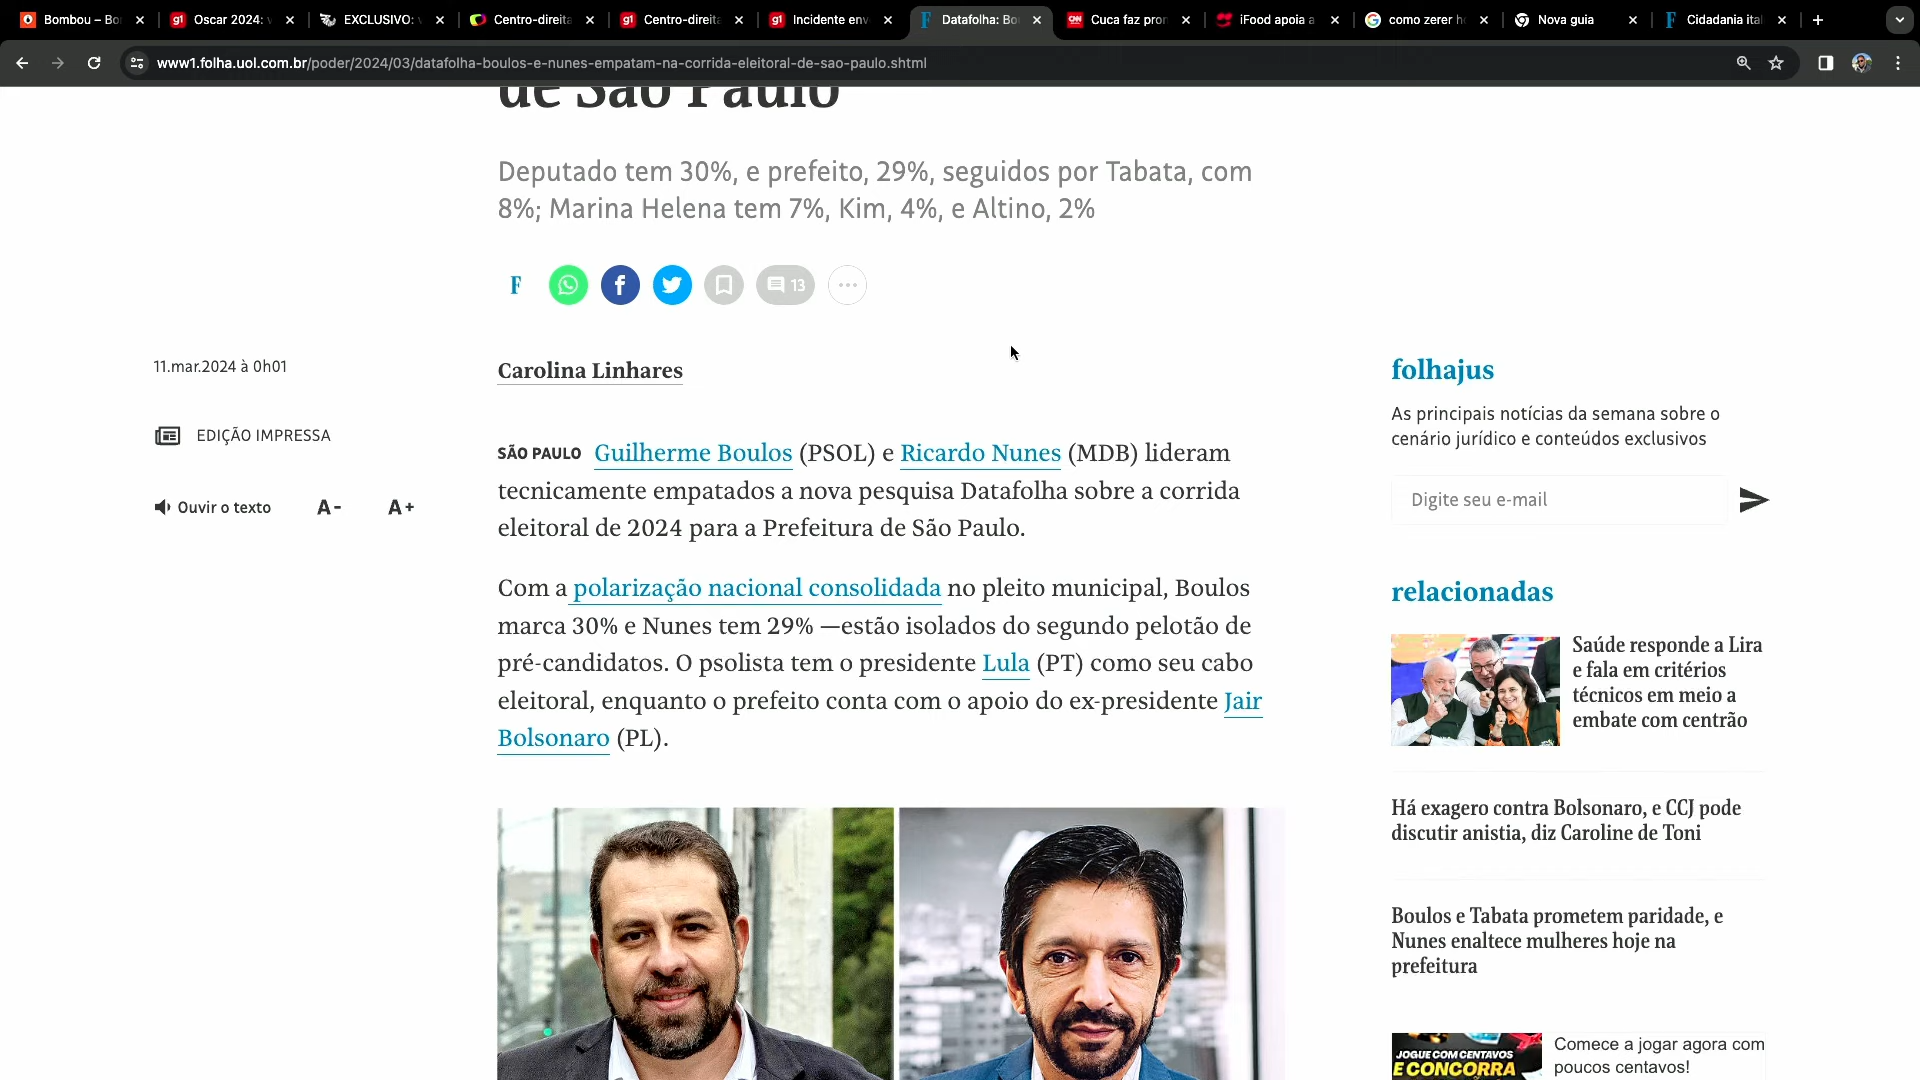 Bombou – Bo
Oscar 2024:
EXCLUSIVO:
Centro-direita
Centro-direita
Incidente env
Datafolha: Bo
Cuca faz pron
iFood apoia a
como zerer h
Nova guia
Cidadania ital
www1.folha.uol.com.br/poder/2024/03/datafolha-boulos-e-nunes-empatam-na-corrida-eleitoral-de-sao-paulo.shtml
de São Paulo
Deputado tem 30%, e prefeito, 29%, seguidos por Tabata, com
8%; Marina Helena tem 7%, Kim, 4%, e Altino, 2%
F
13
11.mar.2024 à 0h01
EDIÇÃO IMPRESSA
Ouvir o texto A- A+
Carolina Linhares
SÃO PAULO Guilherme Boulos (PSOL) e Ricardo Nunes (MDB) lideram
tecnicamente empatados a nova pesquisa Datafolha sobre a corrida
eleitoral de 2024 para a Prefeitura de São Paulo.
Com a polarização nacional consolidada no pleito municipal, Boulos
marca 30% e Nunes tem 29% —estão isolados do segundo pelotão de
pré-candidatos. O psolista tem o presidente Lula (PT) como seu cabo
eleitoral, enquanto o prefeito conta com o apoio do ex-presidente Jair
Bolsonaro (PL).
folhajus
As principais notícias da semana sobre o
cenário jurídico e conteúdos exclusivos
Digite seu e-mail
relacionadas
Saúde responde a Lira
e fala em critérios
técnicos em meio a
embate com centrão
Há exagero contra Bolsonaro, e CCJ pode
discutir anistia, diz Caroline de Toni
Boulos e Tabata prometem paridade, e
Nunes enaltece mulheres hoje na
prefeitura
JOGUE COM CENTAVOS
E CONCORRA
Comece a jogar agora com
poucos centavos!